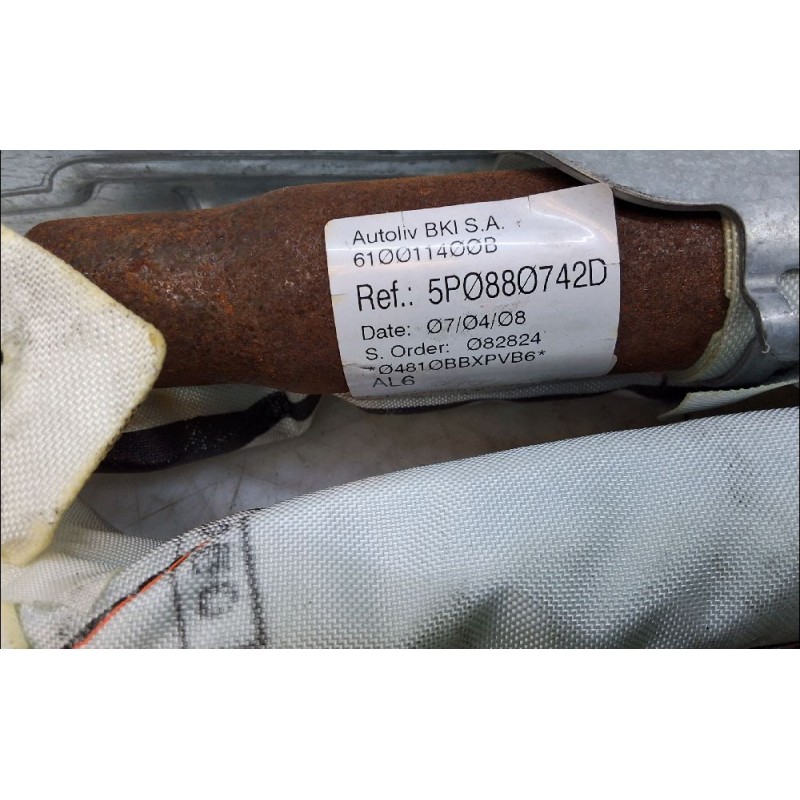 Autoliv BKI S.A.
61ØØ114ØØB
Ref.: 5PØ88Ø742D
Date: Ø7/Ø4/Ø8
S. Order: Ø82824
*Ø481ØBBXPVB6*
AL6